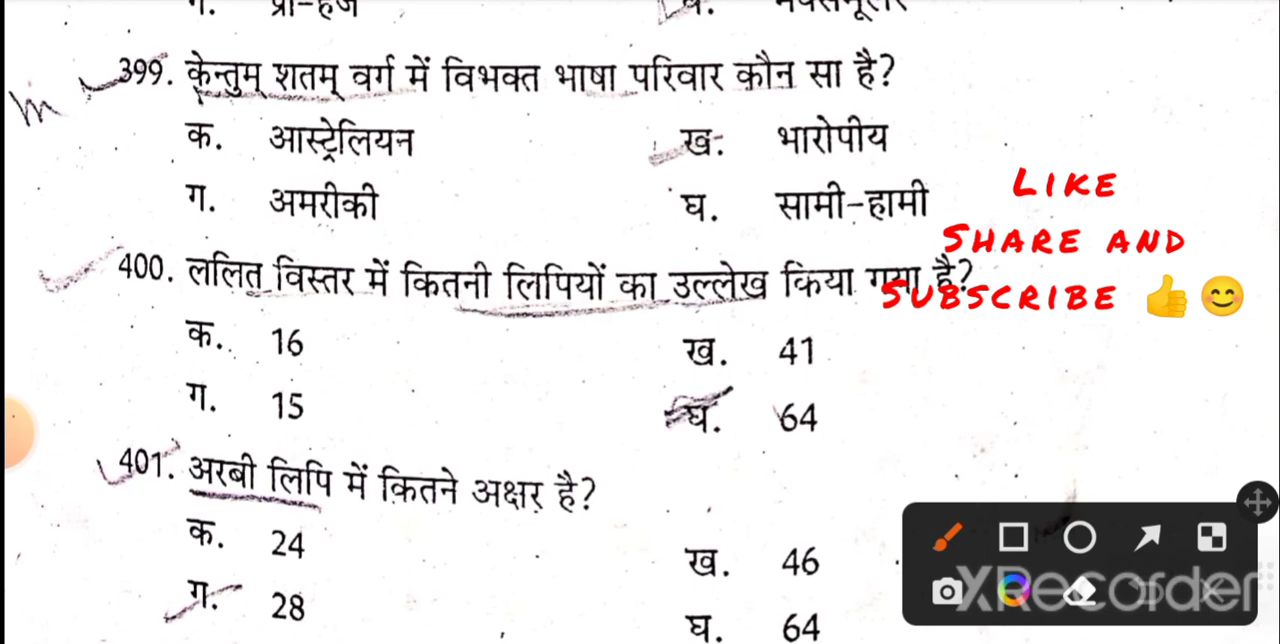 399. केन्तुम् शतम् वर्ग में विभक्त भाषा परिवार कौन सा है?
क. आस्ट्रेलियन ख. भारोपीय
ग. अमरीकी घ. सामी-हामी
LIKE
SHARE AND
SUBSCRIBE 👍😊
400. ललित विस्तर में कितनी लिपियों का उल्लेख किया गया है?
क. 16 ख. 41
ग. 15 घ. 64
401. अरबी लिपि में कितने अक्षर है?
क. 24 ख. 46
ग. 28 घ. 64
XRecorder